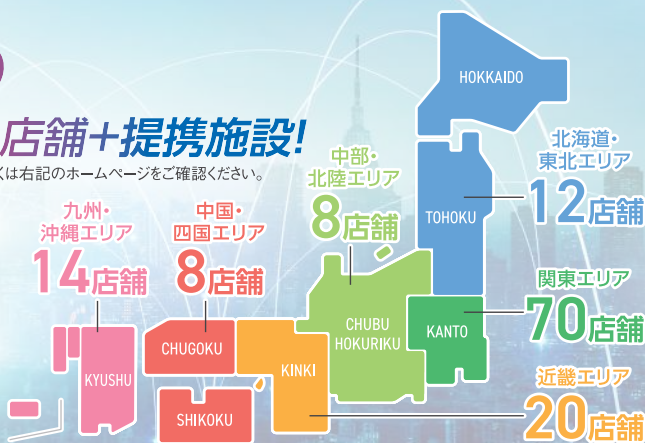 店舗+提携施設!
は右記のホームページをご確認ください。
北海道・
東北エリア
12店舗
関東エリア
70店舗
近畿エリア
20店舗
中部・
北陸エリア
8店舗
中国・
四国エリア
8店舗
九州・
沖縄エリア
14店舗
HOKKAIDO
TOHOKU
KANTO
CHUBU
HOKURIKU
KINKI
CHUGOKU
SHIKOKU
KYUSHU